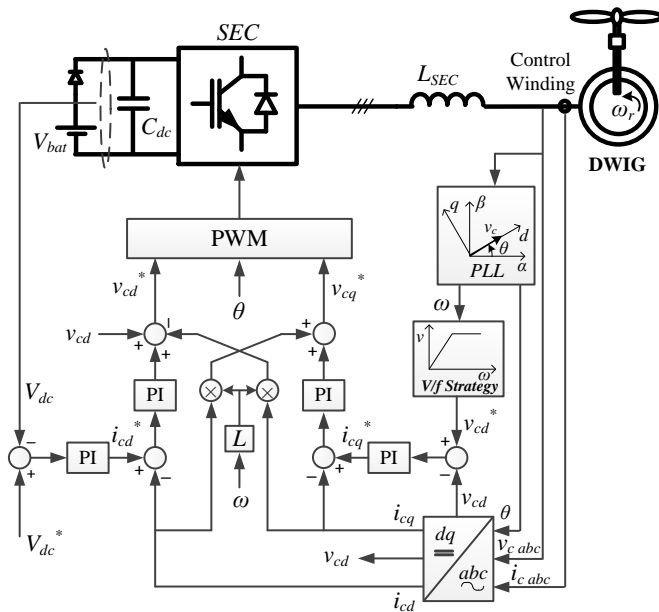 SEC
Control
Winding
L_SEC
V_bat
C_dc
ω_r
DWIG
q
β
v_c
d
θ
α
PLL
PWM
v_cd*
θ
v_cq*
ω
v
ω
V/f Strategy
v_cd
+
+
+
+
+
V_dc
PI
× ×
PI
v_cd*
i_cd*
L
i_cq*
−
+
PI
+
−
ω
−
+
PI
+
−
V_dc*
v_cd
i_cq
θ
dq
=
abc
v_c abc
v_cd
i_c abc
i_cd